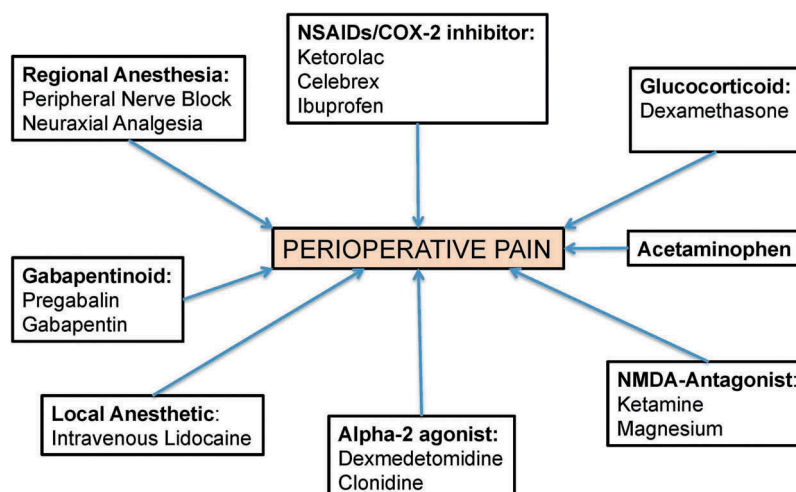 NSAIDs/COX-2 inhibitor:
Ketorolac
Celebrex
Ibuprofen
Regional Anesthesia:
Peripheral Nerve Block
Neuraxial Analgesia
Glucocorticoid:
Dexamethasone
PERIOPERATIVE PAIN
Acetaminophen
Gabapentinoid:
Pregabalin
Gabapentin
Local Anesthetic:
Intravenous Lidocaine
Alpha-2 agonist:
Dexmedetomidine
Clonidine
NMDA-Antagonist:
Ketamine
Magnesium